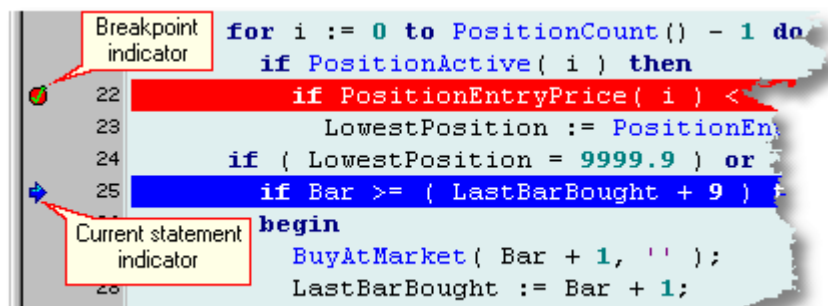 Breakpoint
indicator
for i := 0 to PositionCount() - 1 do
if PositionActive( i ) then
22 if PositionEntryPrice( i ) <
23 LowestPosition :=
24 if ( LowestPosition = 9999.9 ) or
25 if Bar >= ( LastBarBought + 9 )
begin
Current statement
indicator
BuyAtMarket( Bar + 1, '' );
LastBarBought := Bar + 1;